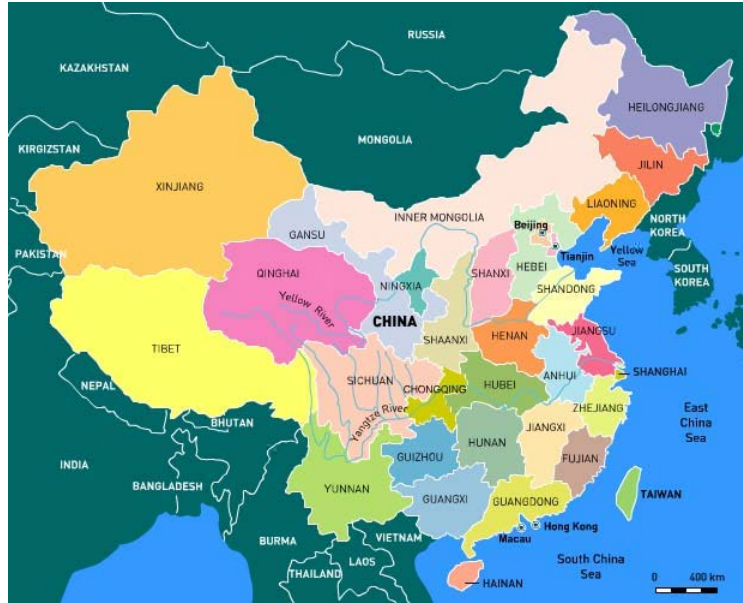 RUSSIA
KAZAKHSTAN
HEILONGJIANG
MONGOLIA
KIRGIZSTAN
JILIN
XINJIANG
LIAONING
INNER MONGOLIA
NORTH
KOREA
Beijing
GANSU
Tianjin
Yellow
Sea
PAKISTAN
HEBEI
QINGHAI
SHANXI
NINGXIA
SOUTH
KOREA
SHANDONG
Yellow River
CHINA
JIANGSU
HENAN
SHAANXI
TIBET
SHANGHAI
ANHUI
SICHUAN
NEPAL
CHONGQING
HUBEI
ZHEJIANG
East
China
Sea
Yangtze River
BHUTAN
JIANGXI
HUNAN
GUIZHOU
FUJIAN
INDIA
BANGLADESH
YUNNAN
TAIWAN
GUANGXI
GUANGDONG
Hong Kong
Macau
VIETNAM
BURMA
LAOS
South China
Sea
THAILAND
HAINAN
0 400 km